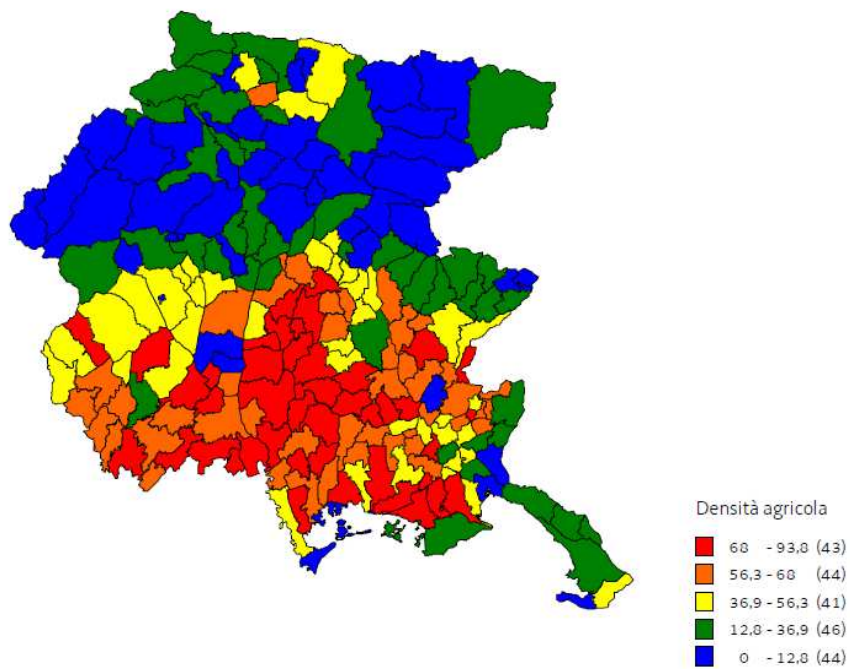 Densità agricola
68 - 93,8 (43)
56,3 - 68 (44)
36,9 - 56,3 (41)
12,8 - 36,9 (46)
0 - 12,8 (44)